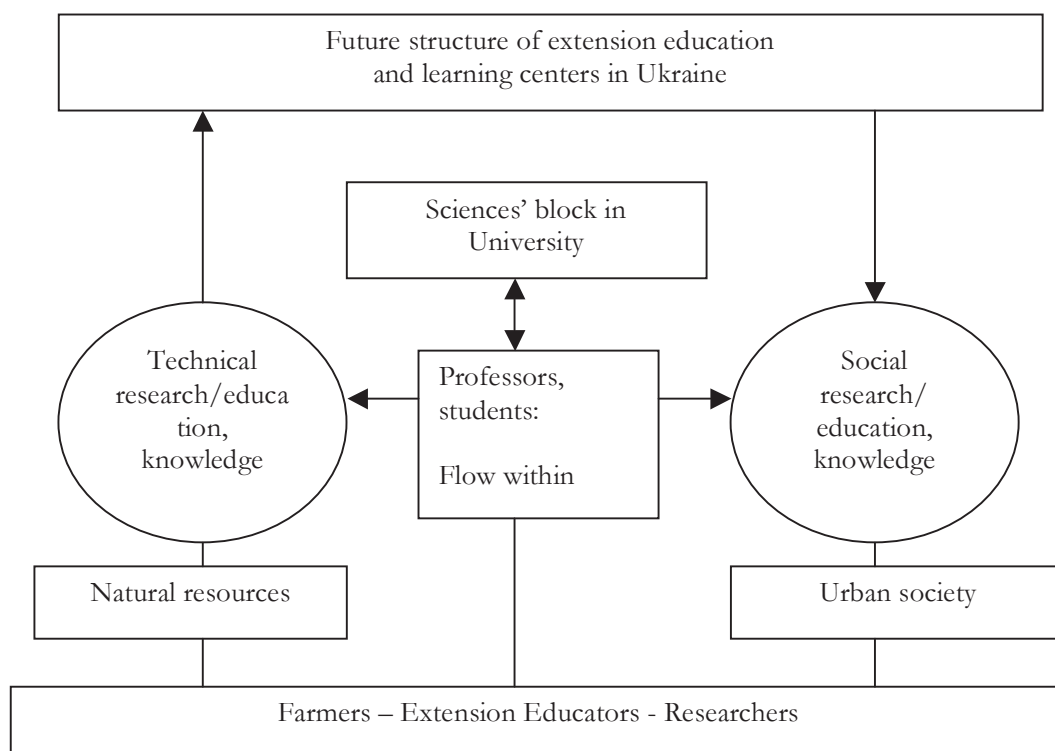 Future structure of extension education
and learning centers in Ukraine
Sciences’ block in
University
Technical
research/educa
tion,
knowledge
Professors,
students:
Flow within
Social
research/
education,
knowledge
Natural resources
Urban society
Farmers – Extension Educators - Researchers